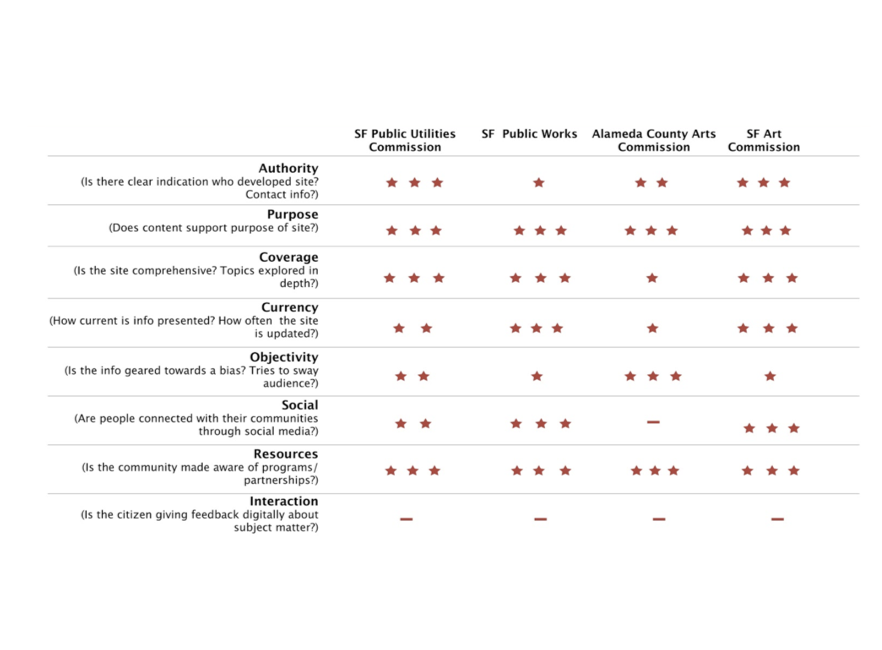 SF Public Utilities Commission
SF  Public Works
Alameda County Arts Commission
SF Art Commission
Authority
(Is there clear indication who developed site?
Contact info?)
Purpose
(Does content support purpose of site?)
Coverage
(Is the site comprehensive? Topics explored in
depth?)
Currency
(How current is info presented? How often  the site
is updated?)
Objectivity
(Is the info geared towards a bias? Tries to sway
audience?)
Social
(Are people connected with their communities
through social media?)
Resources
(Is the community made aware of programs/
partnerships?)
Interaction
(Is the citizen giving feedback digitally about
subject matter?)